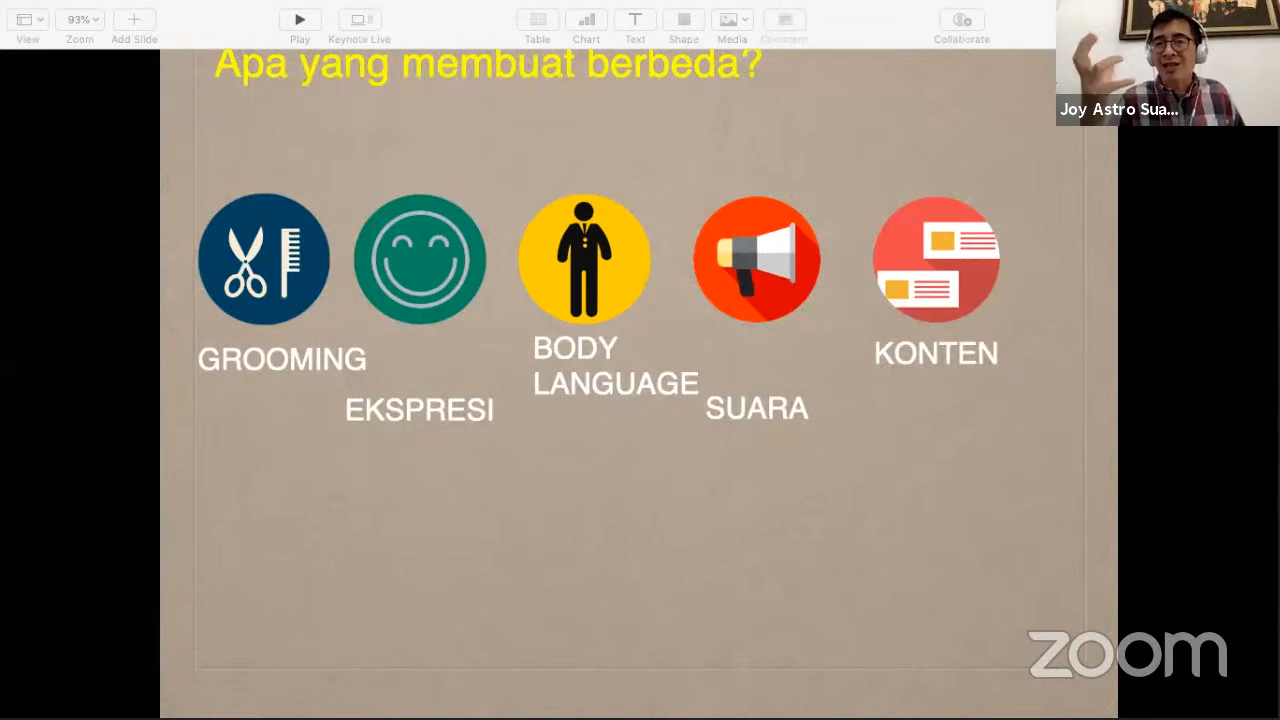 93%
View
Zoom
Add Slide
Play
Keynote Live
Table
Chart
Text
Shape
Media
Comment
Collaborate
Joy Astro Sua...
Apa yang membuat berbeda?
GROOMING
EKSPRESI
BODY
LANGUAGE
SUARA
KONTEN
zoom